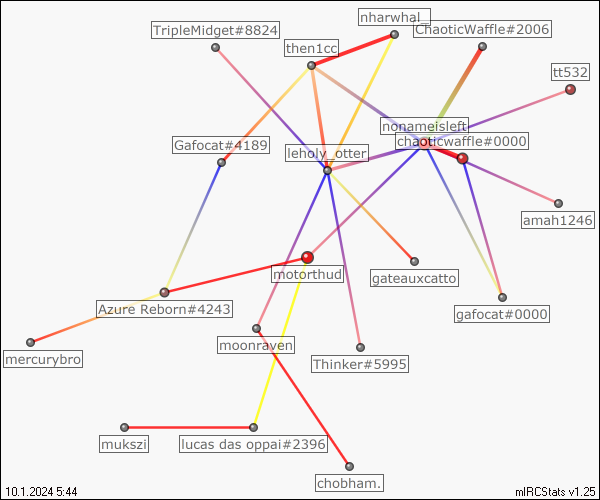 nharwhal_
TripleMidget#8824
ChaoticWaffle#2006
then1cc
tt532
nonameisleft
chaoticwaffle#0000
Gafocat#4189
leholy_otter
amah1246
motorthud
gateauxcatto
Azure Reborn#4243
gafocat#0000
moonraven
mercurybro
Thinker#5995
mukszi
lucas das oppai#2396
chobham.
10.1.2024 5:44
mIRCStats v1.25